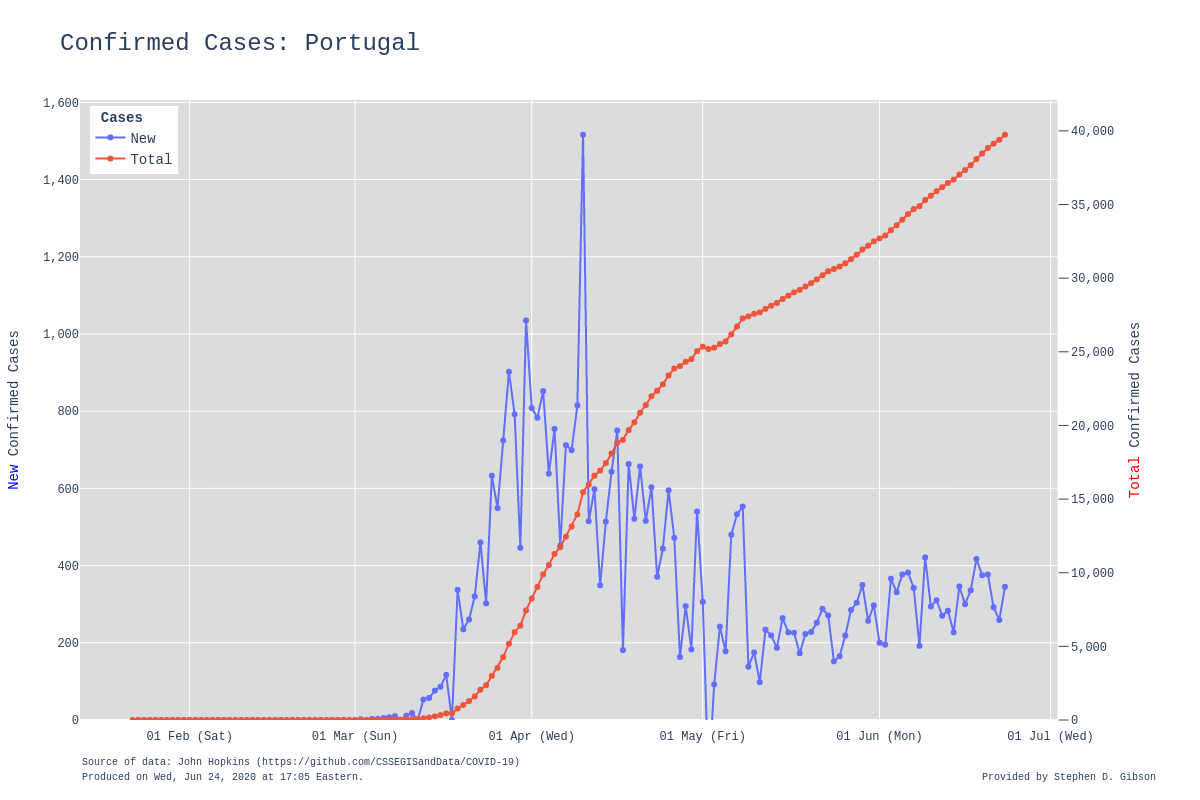 Confirmed Cases: Portugal
Cases
New
Total
1,600
1,400
1,200
1,000
800
600
400
200
0
New Confirmed Cases
40,000
35,000
30,000
25,000
20,000
15,000
10,000
5,000
0
Total Confirmed Cases
01 Feb (Sat) 01 Mar (Sun) 01 Apr (Wed) 01 May (Fri) 01 Jun (Mon) 01 Jul (Wed)
Source of data: John Hopkins (https://github.com/CSSEGISandData/COVID-19)
Produced on Wed, Jun 24, 2020 at 17:05 Eastern.
Provided by Stephen D. Gibson